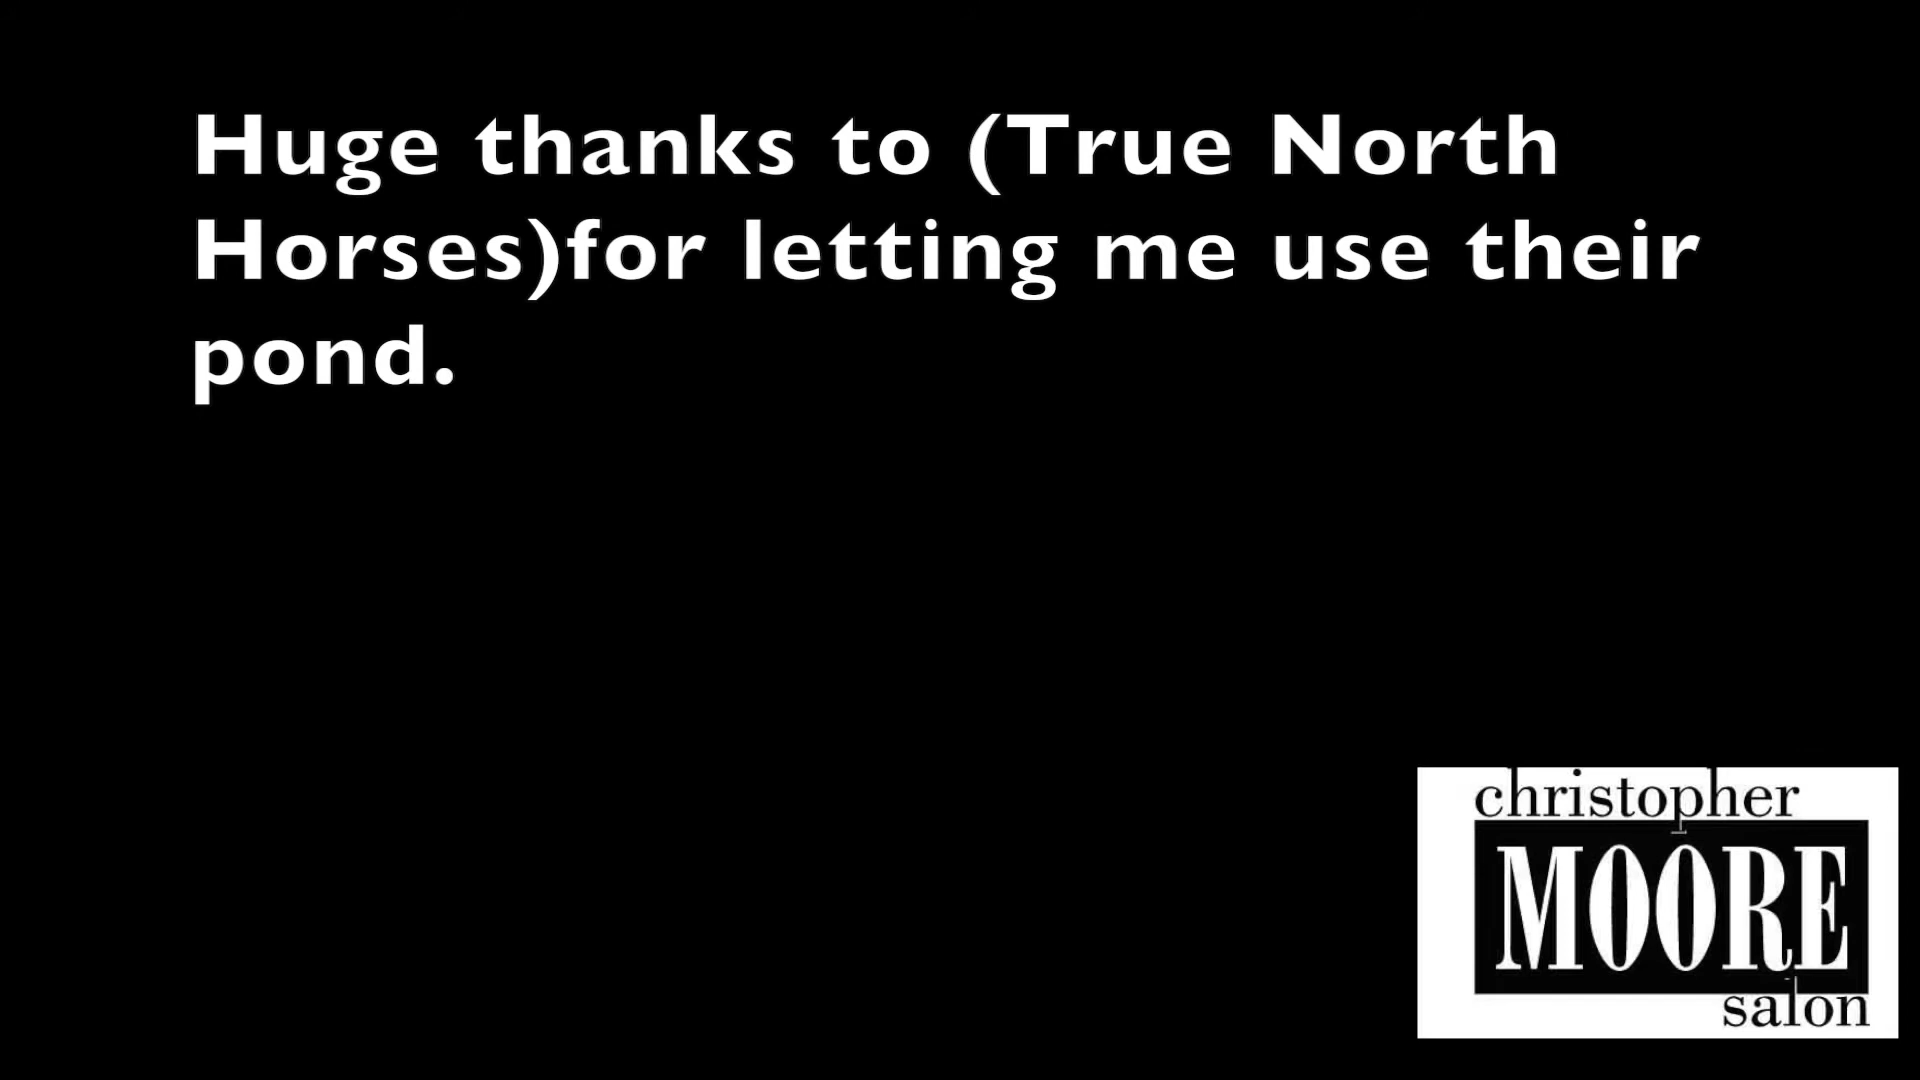 Huge thanks to (True North
Horses)for letting me use their
pond.
christopher
MOORE
salon